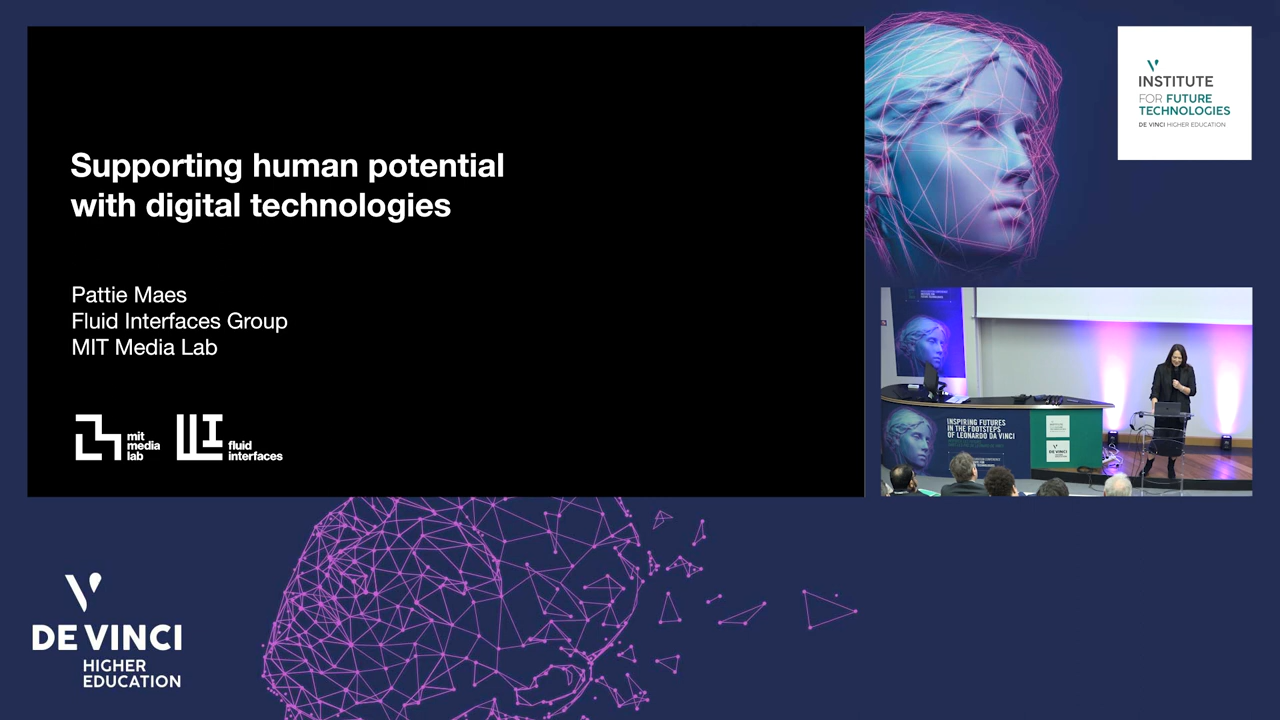 Supporting human potential
with digital technologies
Pattie Maes
Fluid Interfaces Group
MIT Media Lab
mit
media
lab
fluid
interfaces
INSTITUTE
FOR FUTURE
TECHNOLOGIES
DE VINCI HIGHER EDUCATION
INSPIRING FUTURES
IN THE FOOTSTEPS
OF LEONARDO DA VINCI
DE VINCI
DE VINCI
HIGHER
EDUCATION